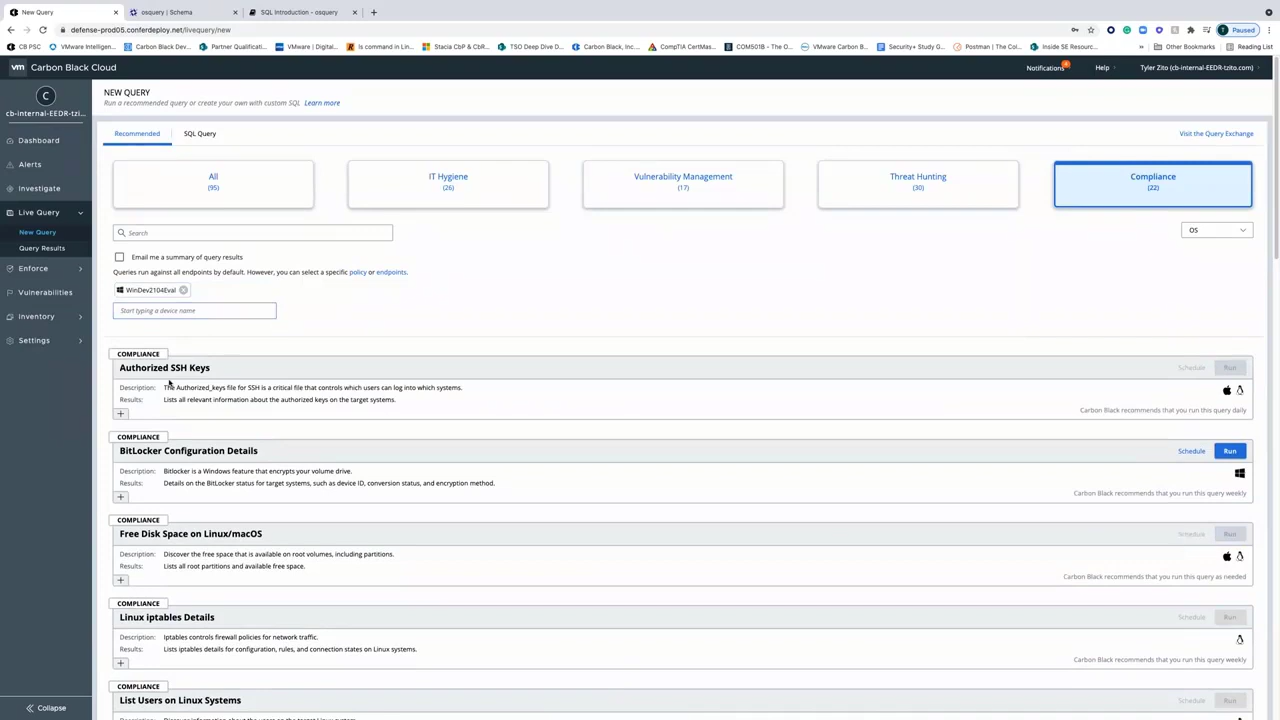 New Query
osquery | Schema
SQL Introduction - osquery
defense-prod05.conferdeploy.net/livequery/new
Paused
CB PSC
VMware Intelligen...
Carbon Black Dev...
Partner Qualificati...
VMware | Digital...
ls command in Lin...
Stacia CbP & CbR...
TSO Deep Dive D...
Carbon Black, Inc...
CompTIA CertMas...
COM501B - The O...
VMware Carbon B...
Security+ Study G...
Postman | The Col...
Inside SE Resourc...
Other Bookmarks
Reading List
vm Carbon Black Cloud
Notifications
Help
Tyler Zito (cb-internal-EEDR-tzito.com)
C
cb-internal-EEDR-tzi...
Dashboard
Alerts
Investigate
Live Query
New Query
Query Results
Enforce
Vulnerabilities
Inventory
Settings
Collapse
NEW QUERY
Run a recommended query or create your own with custom SQL Learn more
Recommended
SQL Query
Visit the Query Exchange
All
(95)
IT Hygiene
(26)
Vulnerability Management
(17)
Threat Hunting
(30)
Compliance
(22)
Search
OS
Email me a summary of query results
Queries run against all endpoints by default. However, you can select a specific policy or endpoints.
WinDev2104Eval
Start typing a device name
COMPLIANCE
Authorized SSH Keys
Schedule
Run
Description: The Authorized_keys file for SSH is a critical file that controls which users can log into which systems.
Results: Lists all relevant information about the authorized keys on the target systems.
Carbon Black recommends that you run this query daily
COMPLIANCE
BitLocker Configuration Details
Schedule
Run
Description: Bitlocker is a Windows feature that encrypts your volume drive.
Results: Details on the BitLocker status for target systems, such as device ID, conversion status, and encryption method.
Carbon Black recommends that you run this query weekly
COMPLIANCE
Free Disk Space on Linux/macOS
Schedule
Run
Description: Discover the free space that is available on root volumes, including partitions.
Results: Lists all root partitions and available free space.
Carbon Black recommends that you run this query as needed
COMPLIANCE
Linux iptables Details
Schedule
Run
Description: Iptables controls firewall policies for network traffic.
Results: Lists iptables details for configuration, rules, and connection states on Linux systems.
Carbon Black recommends that you run this query weekly
COMPLIANCE
List Users on Linux Systems
Schedule
Run